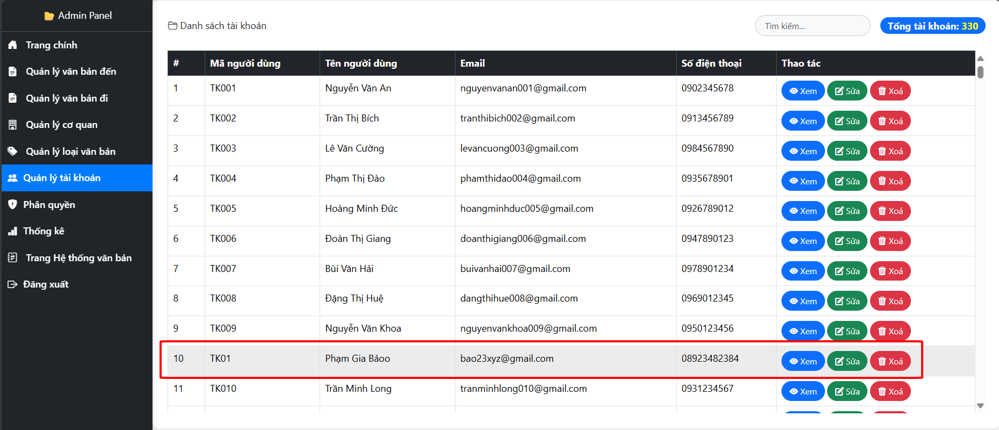 Admin Panel
Trang chính
Quản lý văn bản đến
Quản lý văn bản đi
Quản lý cơ quan
Quản lý loại văn bản
Quản lý tài khoản
Phân quyền
Thống kê
Trang Hệ thống văn bản
Đăng xuất
Danh sách tài khoản
Tìm kiếm...
Tổng tài khoản: 330
# Mã người dùng Tên người dùng Email Số điện thoại Thao tác
1 TK001 Nguyễn Văn An nguyenvanan001@gmail.com 0902345678 Xem Sửa Xoá
2 TK002 Trần Thị Bích tranthibich002@gmail.com 0913456789 Xem Sửa Xoá
3 TK003 Lê Văn Cường levancuong003@gmail.com 0984567890 Xem Sửa Xoá
4 TK004 Phạm Thị Đào phamthidao004@gmail.com 0935678901 Xem Sửa Xoá
5 TK005 Hoàng Minh Đức hoangminhduc005@gmail.com 0926789012 Xem Sửa Xoá
6 TK006 Đoàn Thị Giang doanthigiang006@gmail.com 0947890123 Xem Sửa Xoá
7 TK007 Bùi Văn Hải buivanhai007@gmail.com 0978901234 Xem Sửa Xoá
8 TK008 Đặng Thị Huệ dangthihue008@gmail.com 0969012345 Xem Sửa Xoá
9 TK009 Nguyễn Văn Khoa nguyenvankhoa009@gmail.com 0950123456 Xem Sửa Xoá
10 TK01 Phạm Gia Bảoo bao23xyz@gmail.com 08923482384 Xem Sửa Xoá
11 TK010 Trần Minh Long tranminhlong010@gmail.com 0931234567 Xem Sửa Xoá